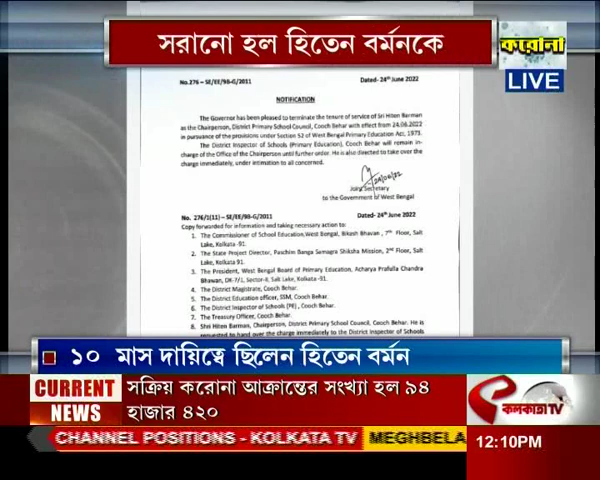 সরানো হল হিতেন বর্মনকে
করোনা
LIVE
No.276 - SE/EE/98-G/2011 Dated- 24th June 2022
NOTIFICATION
The Governor has been pleased to terminate the tenure of service of Sri Hiten Barman
as the Chairperson, District Primary School Council, Cooch Behar with effect from 24.06.2022
in pursuance of the provisions under Section 52 of West Bengal Primary Education Act, 1973.
The District Inspector of Schools (Primary Education), Cooch Behar will remain in-
charge of the Office of the Chairperson until further order. He is also directed to take over the
charge immediately, under intimation to all concerned.
24/06/22
Joint Secretary
to the Government of West Bengal
No. 276/1(11) - SE/EE/98-G/2011 Dated- 24th June 2022
Copy forwarded for information and taking necessary action to:
1. The Commissioner of School Education,West Bengal, Bikash Bhavan, 7th Floor, Salt
Lake, Kolkata -91.
2. The State Project Director, Paschim Banga Samagra Shiksha Mission, 2nd Floor, Salt
Lake, Kolkata 91.
3. The President, West Bengal Board of Primary Education, Acharya Prafulla Chandra
Bhawan, DK-7/1, Sector-II, Salt Lake, Kolkata-91.
4. The District Magistrate, Cooch Behar.
5. The District Education officer, SSM, Cooch Behar.
6. The District Inspector of Schools (PE), Cooch Behar.
7. The Treasury Officer, Cooch Behar.
8. Shri Hiten Barman, Chairperson, District Primary School Council, Cooch Behar. He is
requested to hand over the charge immediately to the District Inspector of Schools
১০ মাস দায়িত্বে ছিলেন হিতেন বর্মন
CURRENT NEWS
সক্রিয় করোনা আক্রান্তের সংখ্যা হল ৯৪
হাজার ৪২০
কলকাতা TV
CHANNEL POSITIONS - KOLKATA TV MEGHBELA
12:10PM